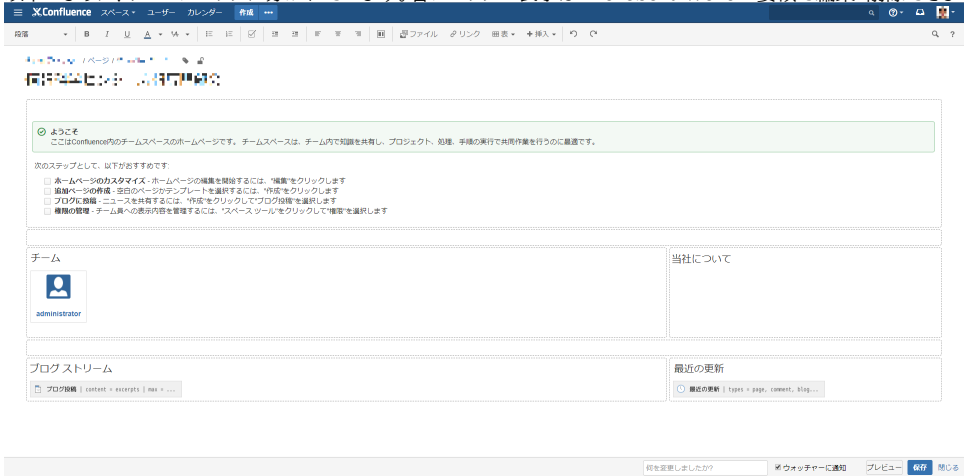 Confluence スペース ユーザー カレンダー 作成 •••
段落 B I U A ファイル リンク 表 + 挿入 ?
/ ページ /
ようこそ
ここはConfluence内のチームスペースのホームページです。 チームスペースは、チーム内で知識を共有し、プロジェクト、処理、手順の実行で共同作業を行うのに最適です。
次のステップとして、以下がおすすめです:
ホームページのカスタマイズ - ホームページの編集を開始するには、"編集"をクリックします
追加ページの作成 - 空白のページかテンプレートを選択するには、"作成"をクリックします
ブログに投稿 - ニュースを共有するには、"作成"をクリックして"ブログ投稿"を選択します
権限の管理 - チーム員への表示内容を管理するには、"スペース ツール"をクリックして"権限"を選択します
チーム
administrator
当社について
ブログ ストリーム
ブログ投稿 | content = excerpts | max = ...
最近の更新
最近の更新 | types = page, comment, blog...
何を変更しましたか? ウォッチャーに通知 プレビュー 保存 閉じる